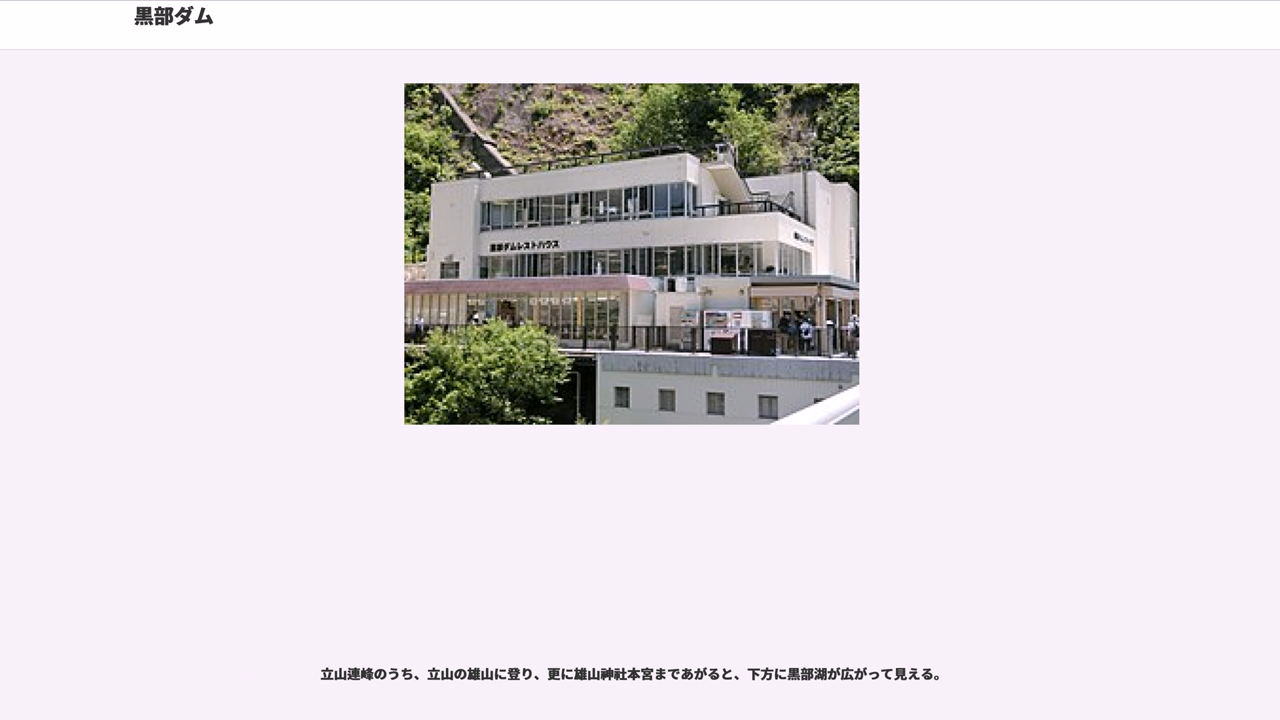 黒部ダム
黒部ダムレストハウス
立山連峰のうち、立山の雄山に登り、更に雄山神社本宮まであがると、下方に黒部湖が広がって見える。